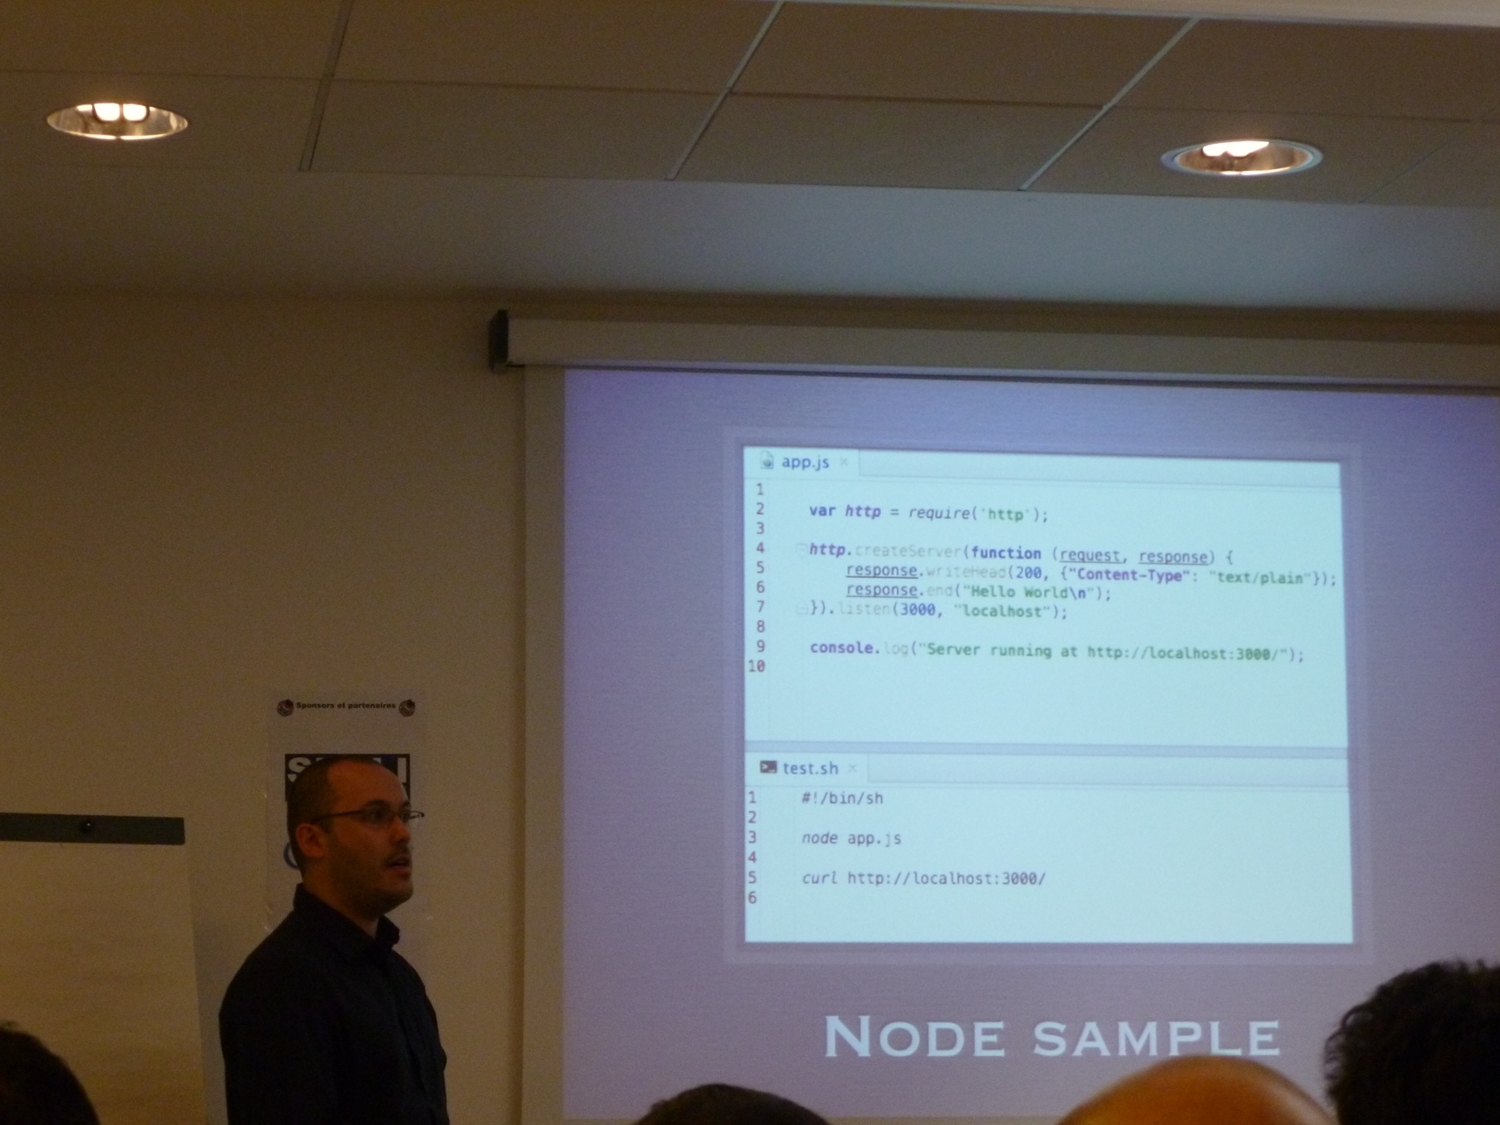 app.js
1
2 var http = require('http');
3
4 http.createServer(function (request, response) {
5 response.writeHead(200, {"Content-Type": "text/plain"});
6 response.end("Hello World\n");
7 }).listen(3000, "localhost");
8
9 console.log("Server running at http://localhost:3000/");
10
test.sh
1 #!/bin/sh
2
3 node app.js
4
5 curl http://localhost:3000/
6
NODE SAMPLE
Sponsors et partenaires